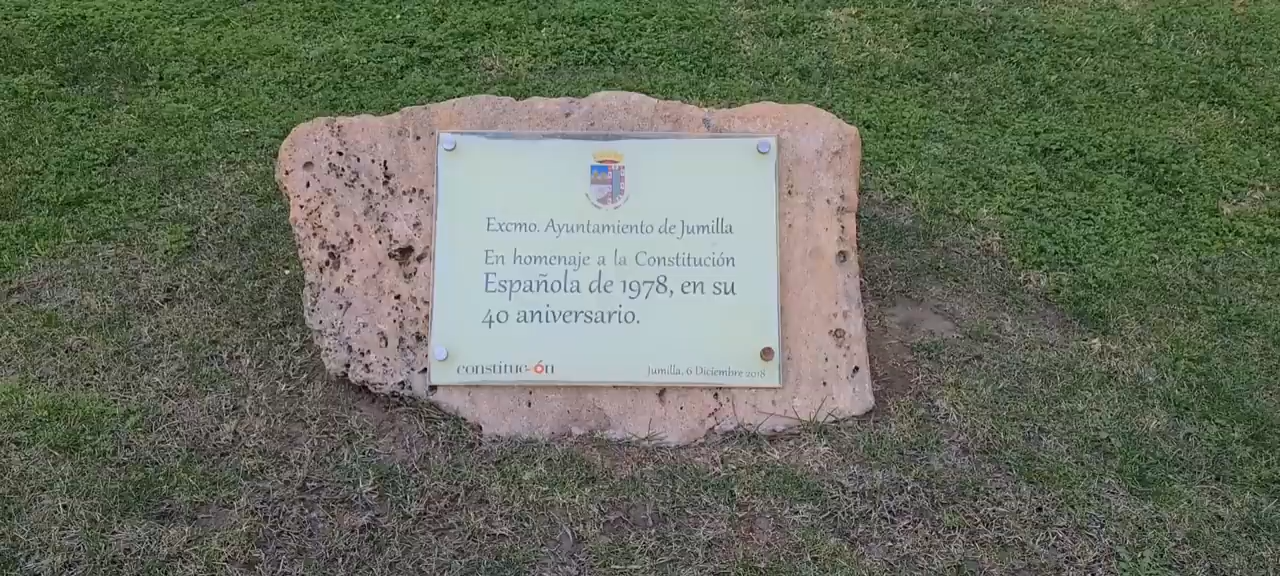 Excmo. Ayuntamiento de Jumilla
En homenaje a la Constitución
Española de 1978, en su
40 aniversario.
constitución
Jumilla, 6 Diciembre 2018